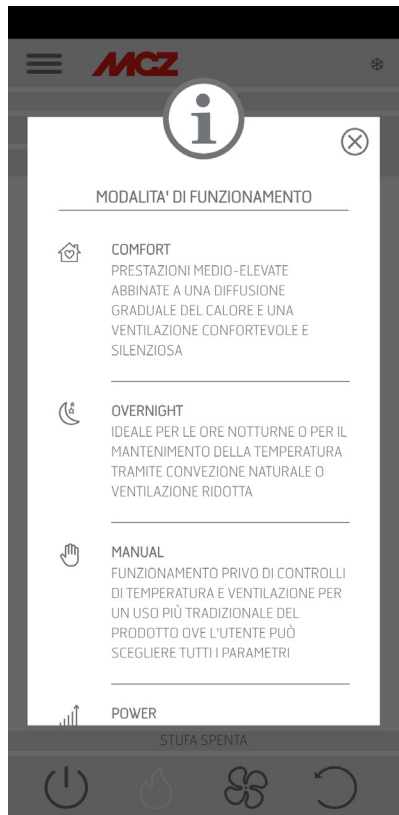 MCZ
MODALITA' DI FUNZIONAMENTO
COMFORT
PRESTAZIONI MEDIO-ELEVATE
ABBINATE A UNA DIFFUSIONE
GRADUALE DEL CALORE E UNA
VENTILAZIONE CONFORTEVOLE E
SILENZIOSA
OVERNIGHT
IDEALE PER LE ORE NOTTURNE O PER IL
MANTENIMENTO DELLA TEMPERATURA
TRAMITE CONVEZIONE NATURALE O
VENTILAZIONE RIDOTTA
MANUAL
FUNZIONAMENTO PRIVO DI CONTROLLI
DI TEMPERATURA E VENTILAZIONE PER
UN USO PIÙ TRADIZIONALE DEL
PRODOTTO OVE L'UTENTE PUÒ
SCEGLIERE TUTTI I PARAMETRI
POWER
STUFA SPENTA